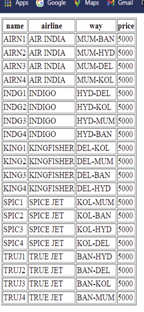 Apps Google Maps Gmail
name airline way price
AIRN1 AIR INDIA MUM-BAN 5000
AIRN2 AIR INDIA MUM-HYD 5000
AIRN3 AIR INDIA MUM-DEL 5000
AIRN4 AIR INDIA MUM-KOL 5000
INDG1 INDIGO HYD-DEL 5000
INDG2 INDIGO HYD-KOL 5000
INDG3 INDIGO HYD-MUM 5000
INDG4 INDIGO HYD-BAN 5000
KING1 KINGFISHER DEL-KOL 5000
KING2 KINGFISHER DEL-MUM 5000
KING3 KINGFISHER DEL-BAN 5000
KING4 KINGFISHER DEL-HYD 5000
SPIC1 SPICE JET KOL-MUM 5000
SPIC2 SPICE JET KOL-BAN 5000
SPIC3 SPICE JET KOL-HYD 5000
SPIC4 SPICE JET KOL-DEL 5000
TRUJ1 TRUE JET BAN-HYD 5000
TRUJ2 TRUE JET BAN-DEL 5000
TRUJ3 TRUE JET BAN-KOL 5000
TRUJ4 TRUE JET BAN-MUM 5000